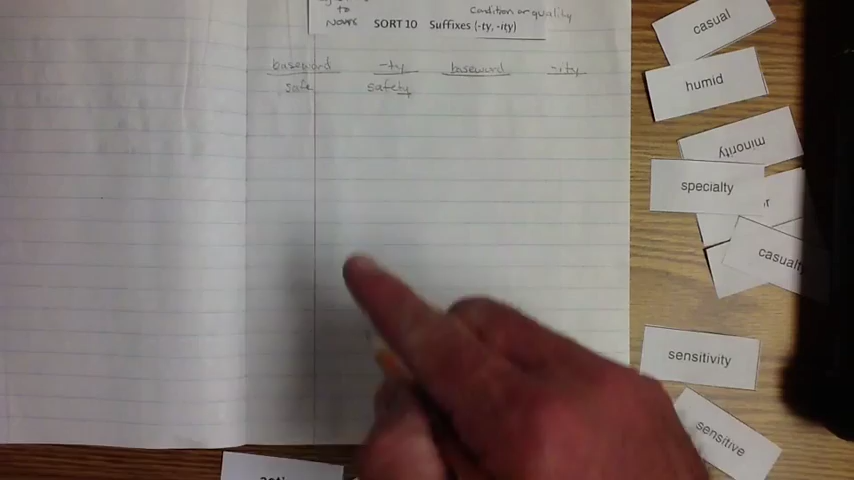 to
Condition or quality
Nouns SORT 10 Suffixes (-ty, -ity)
baseword -ty baseword -ity
safe safety
casual
humid
minority
specialty
casualty
sensitivity
sensitive